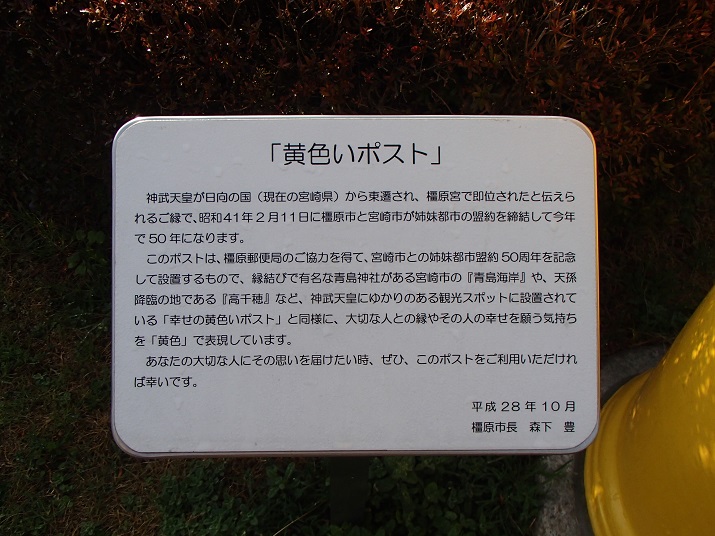 「黄色いポスト」
神武天皇が日向の国（現在の宮崎県）から東遷され、橿原宮で即位されたと伝えら
れるご縁で、昭和41年2月11日に橿原市と宮崎市が姉妹都市の盟約を締結して今年
で50年になります。
このポストは、橿原郵便局のご協力を得て、宮崎市との姉妹都市盟約50周年を記念
して設置するもので、縁結びで有名な青島神社がある宮崎市の『青島海岸』や、天孫
降臨の地である『高千穂』など、神武天皇にゆかりのある観光スポットに設置されて
いる「幸せの黄色いポスト」と同様に、大切な人との縁やその人の幸せを願う気持ち
を「黄色」で表現しています。
あなたの大切な人にその思いを届けたい時、ぜひ、このポストをご利用いただけれ
ば幸いです。
平成28年10月
橿原市長　森下　豊